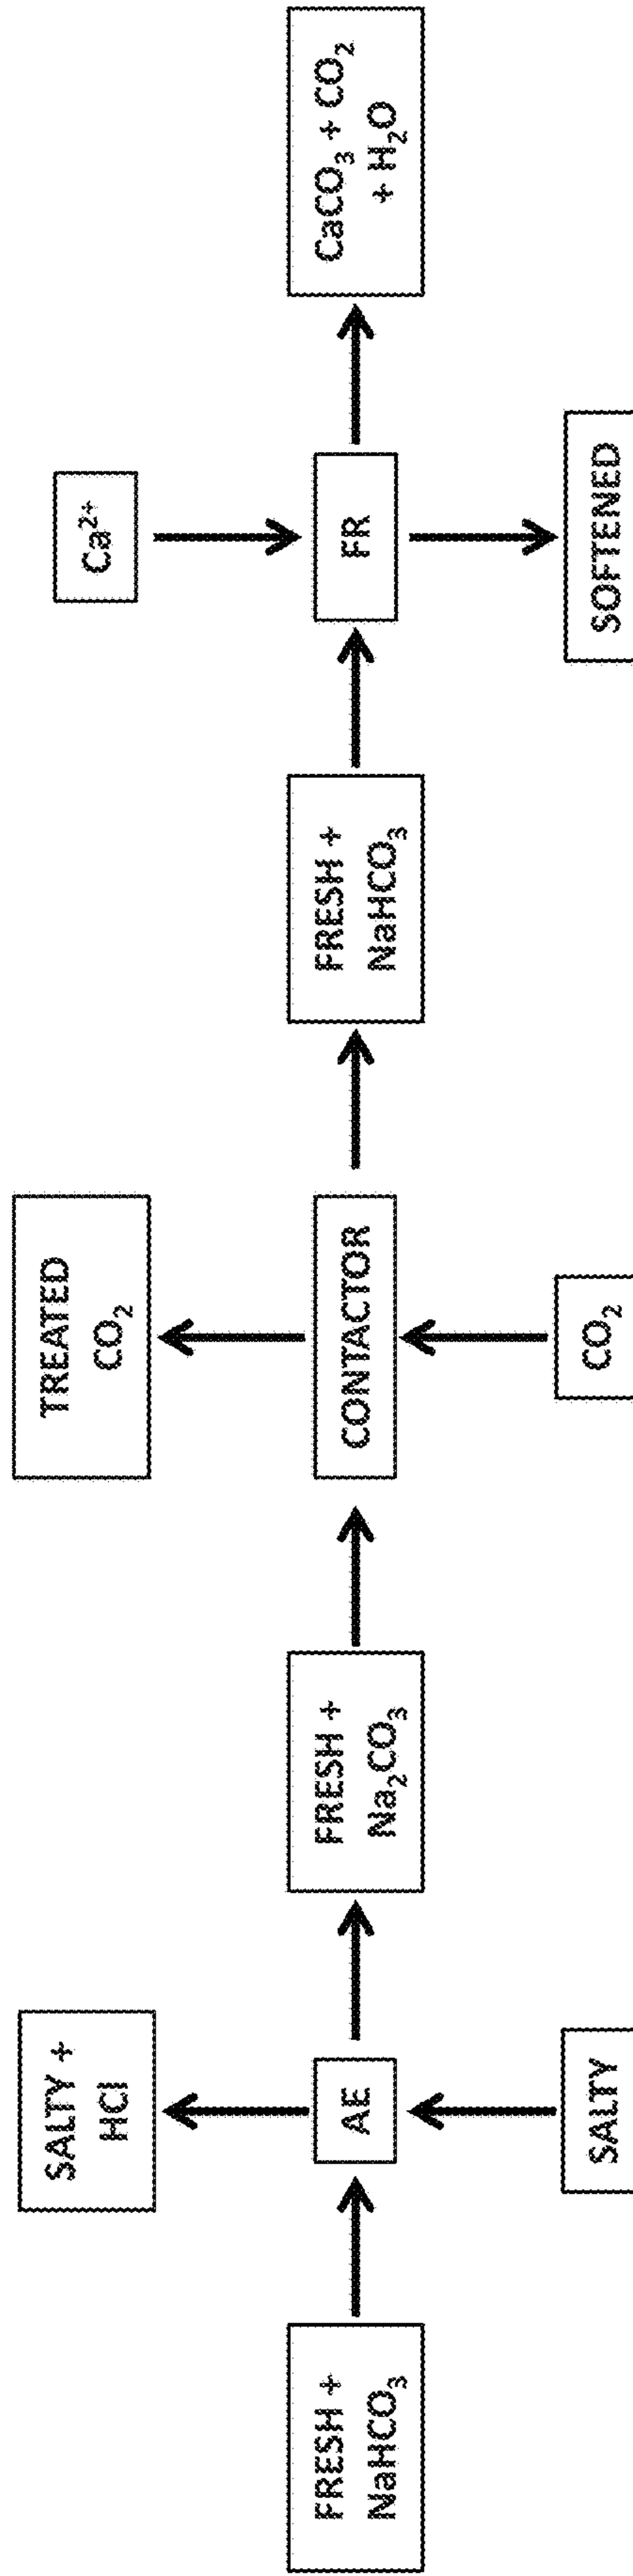 FRESH +
NaHCO₃
SALTY +
HCl
AE
SALTY
FRESH +
Na₂CO₃
TREATED
CO₂
CONTACTOR
CO₂
FRESH +
NaHCO₃
Ca²⁺
FR
SOFTENED
CaCO₃ + CO₂
+ H₂O